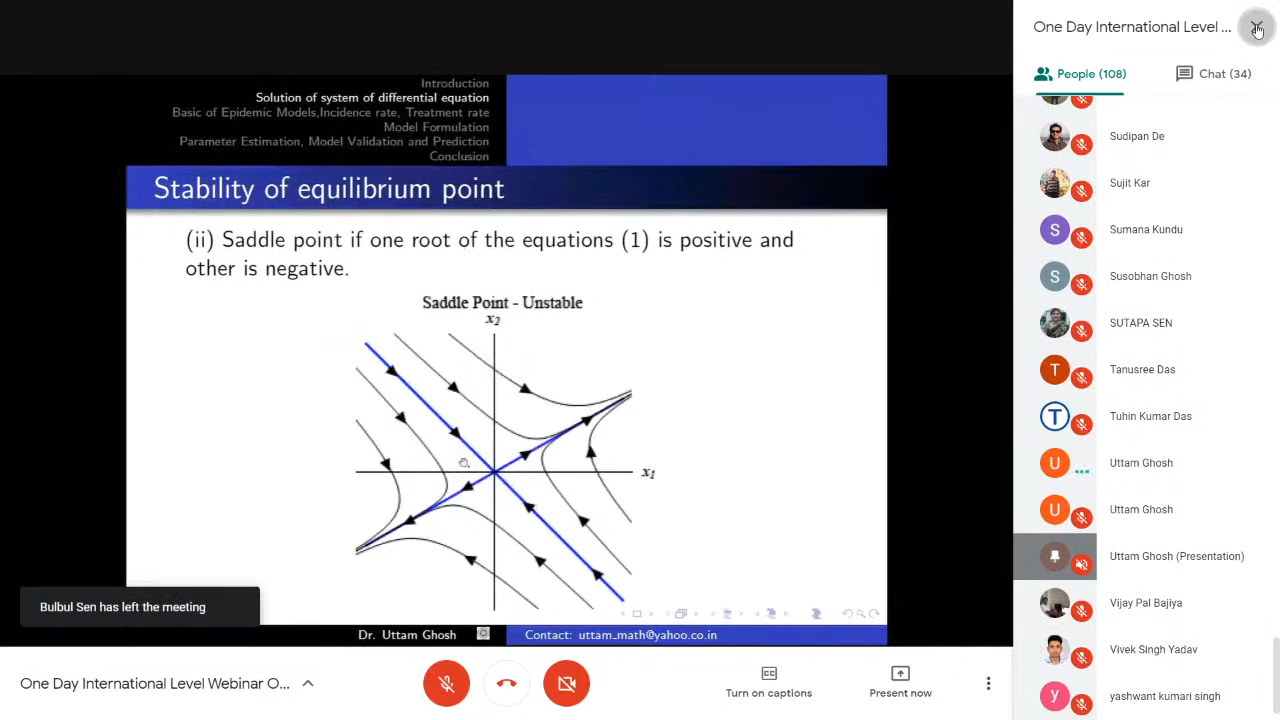 Introduction
Solution of system of differential equation
Basic of Epidemic Models,Incidence rate, Treatment rate
Model Formulation
Parameter Estimation, Model Validation and Prediction
Conclusion
Stability of equilibrium point
(ii) Saddle point if one root of the equations (1) is positive and
other is negative.
Saddle Point - Unstable
x2
x1
Dr. Uttam Ghosh
Contact: uttam_math@yahoo.co.in
Bulbul Sen has left the meeting
One Day International Level Webinar O...
Turn on captions
Present now
One Day International Level ...
People (108)
Chat (34)
Sudipan De
Sujit Kar
S
Sumana Kundu
S
Susobhan Ghosh
SUTAPA SEN
T
Tanusree Das
T
Tuhin Kumar Das
U
Uttam Ghosh
U
Uttam Ghosh
Uttam Ghosh (Presentation)
Vijay Pal Bajiya
Vivek Singh Yadav
y
yashwant kumari singh